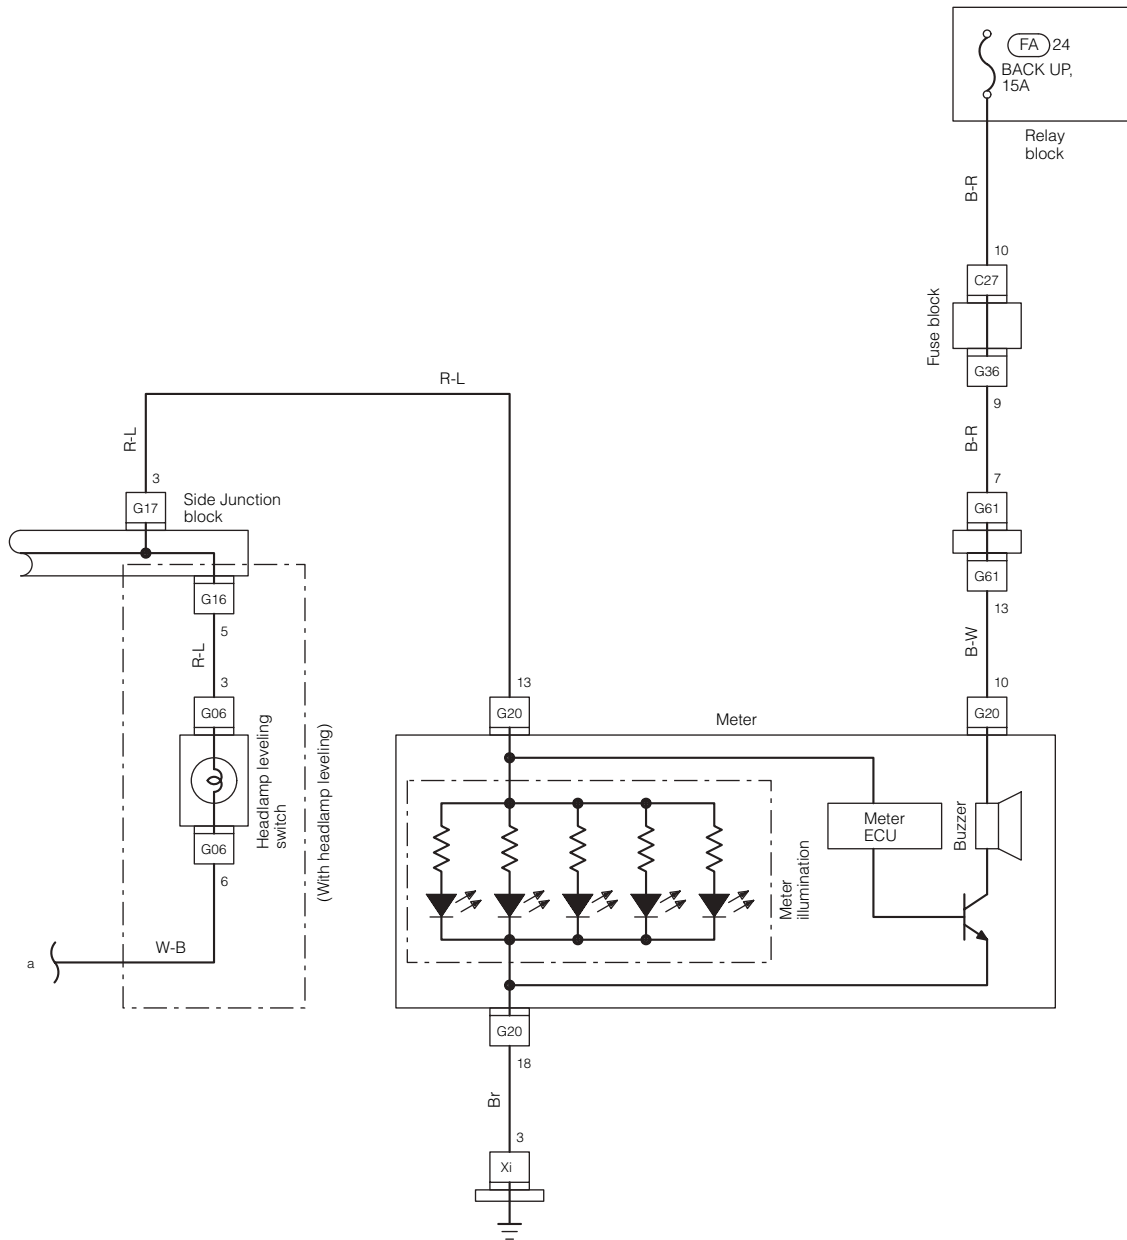 FA 24
BACK UP,
15A
Relay
block
B-R
10
C27
Fuse block
G36
9
B-R
R-L
R-L
3
G17
Side Junction
block
7
G61
G61
13
B-W
G16
5
R-L
3
G06
Headlamp leveling
switch
(With headlamp leveling)
G06
6
W-B
a
13
G20
Meter
10
G20
Meter
ECU
Buzzer
Meter
illumination
G20
18
Br
3
Xi